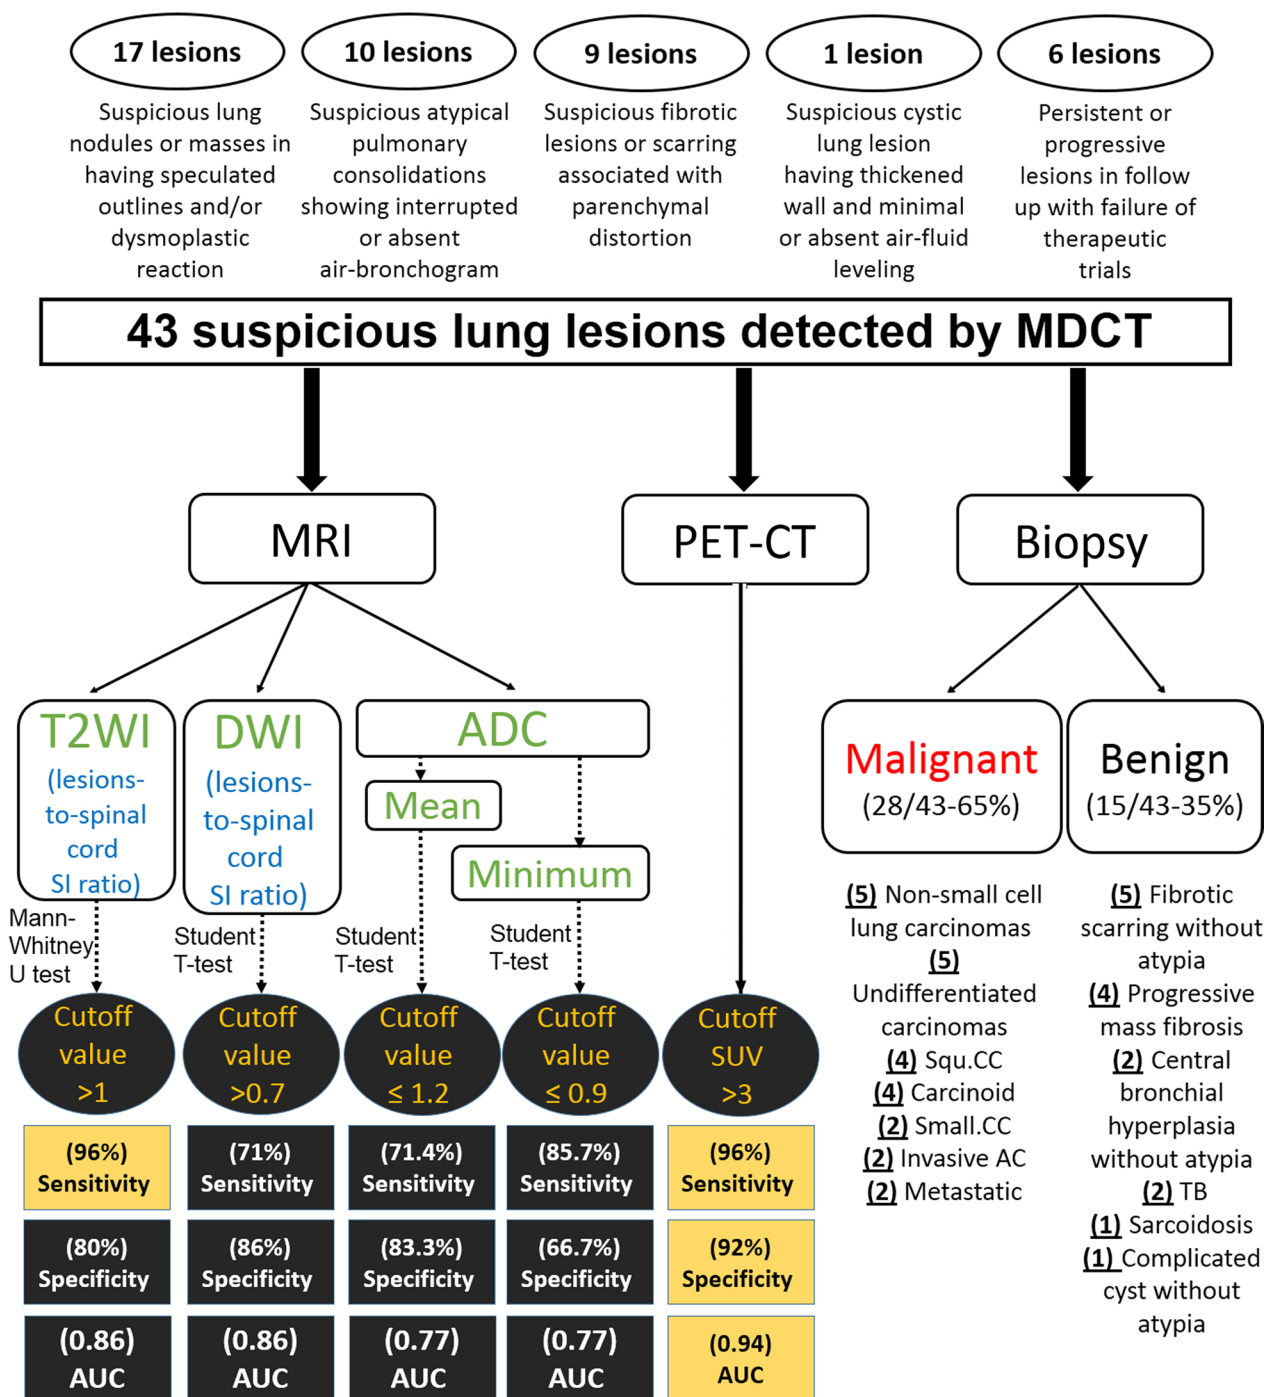 17 lesions
Suspicious lung
nodules or masses in
having speculated
outlines and/or
dysmoplastic
reaction
10 lesions
Suspicious atypical
pulmonary
consolidations
showing interrupted
or absent
air-bronchogram
9 lesions
Suspicious fibrotic
lesions or scarring
associated with
parenchymal
distortion
1 lesion
Suspicious cystic
lung lesion
having thickened
wall and minimal
or absent air-fluid
leveling
6 lesions
Persistent or
progressive
lesions in follow
up with failure of
therapeutic
trials
43 suspicious lung lesions detected by MDCT
MRI
PET-CT
Biopsy
T2WI
(lesions-
to-spinal
cord
SI ratio)
DWI
(lesions-
to-spinal
cord
SI ratio)
ADC
Mean
Minimum
Malignant
(28/43-65%)
Benign
(15/43-35%)
Mann-
Whitney
U test
Student
T-test
Student
T-test
Student
T-test
Cutoff
value
>1
Cutoff
value
>0.7
Cutoff
value
≤ 1.2
Cutoff
value
≤ 0.9
Cutoff
SUV
>3
(96%)
Sensitivity
(71%)
Sensitivity
(71.4%)
Sensitivity
(85.7%)
Sensitivity
(96%)
Sensitivity
(80%)
Specificity
(86%)
Specificity
(83.3%)
Specificity
(66.7%)
Specificity
(92%)
Specificity
(0.86)
AUC
(0.86)
AUC
(0.77)
AUC
(0.77)
AUC
(0.94)
AUC
(5) Non-small cell
lung carcinomas
(5)
Undifferentiated
carcinomas
(4) Squ.CC
(4) Carcinoid
(2) Small.CC
(2) Invasive AC
(2) Metastatic
(5) Fibrotic
scarring without
atypia
(4) Progressive
mass fibrosis
(2) Central
bronchial
hyperplasia
without atypia
(2) TB
(1) Sarcoidosis
(1) Complicated
cyst without
atypia